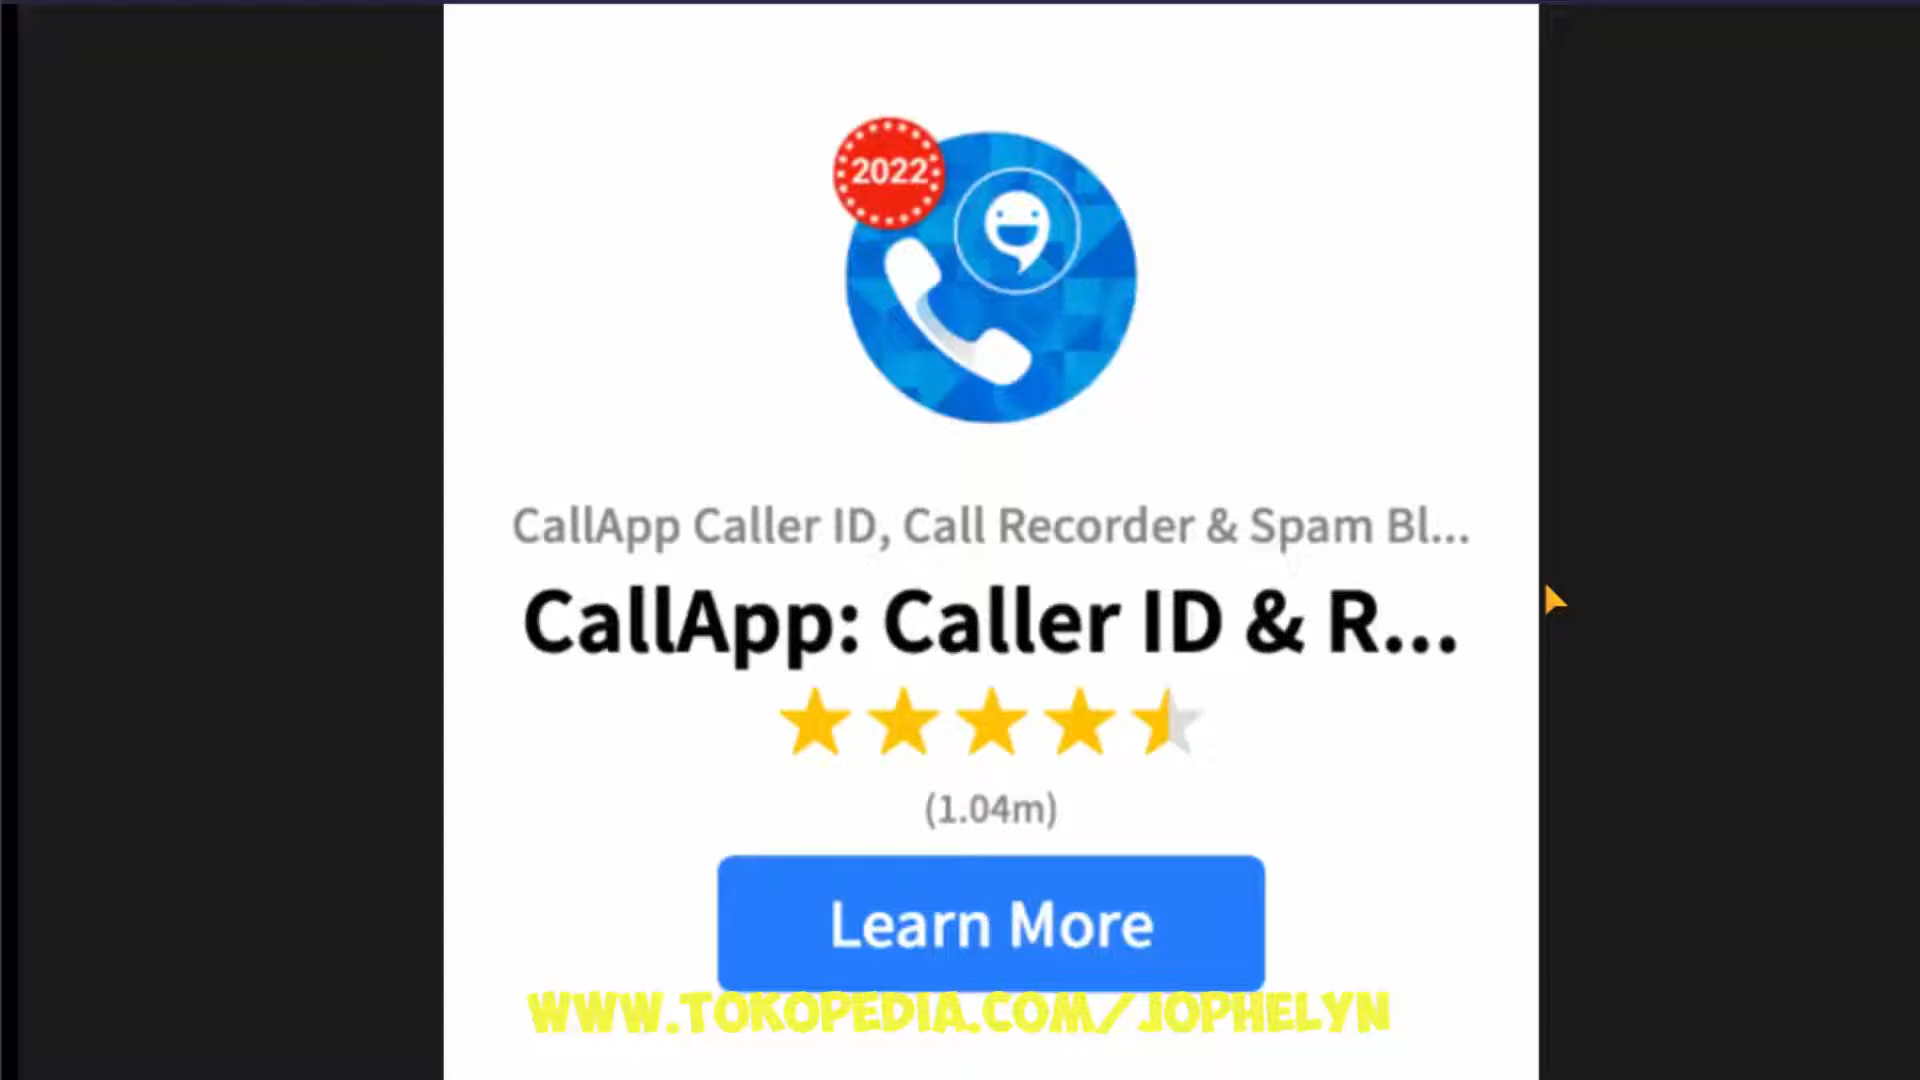 2022
CallApp Caller ID, Call Recorder & Spam Bl...
CallApp: Caller ID & R...
(1.04m)
Learn More
WWW.TOKOPEDIA.COM/JOPHELYN